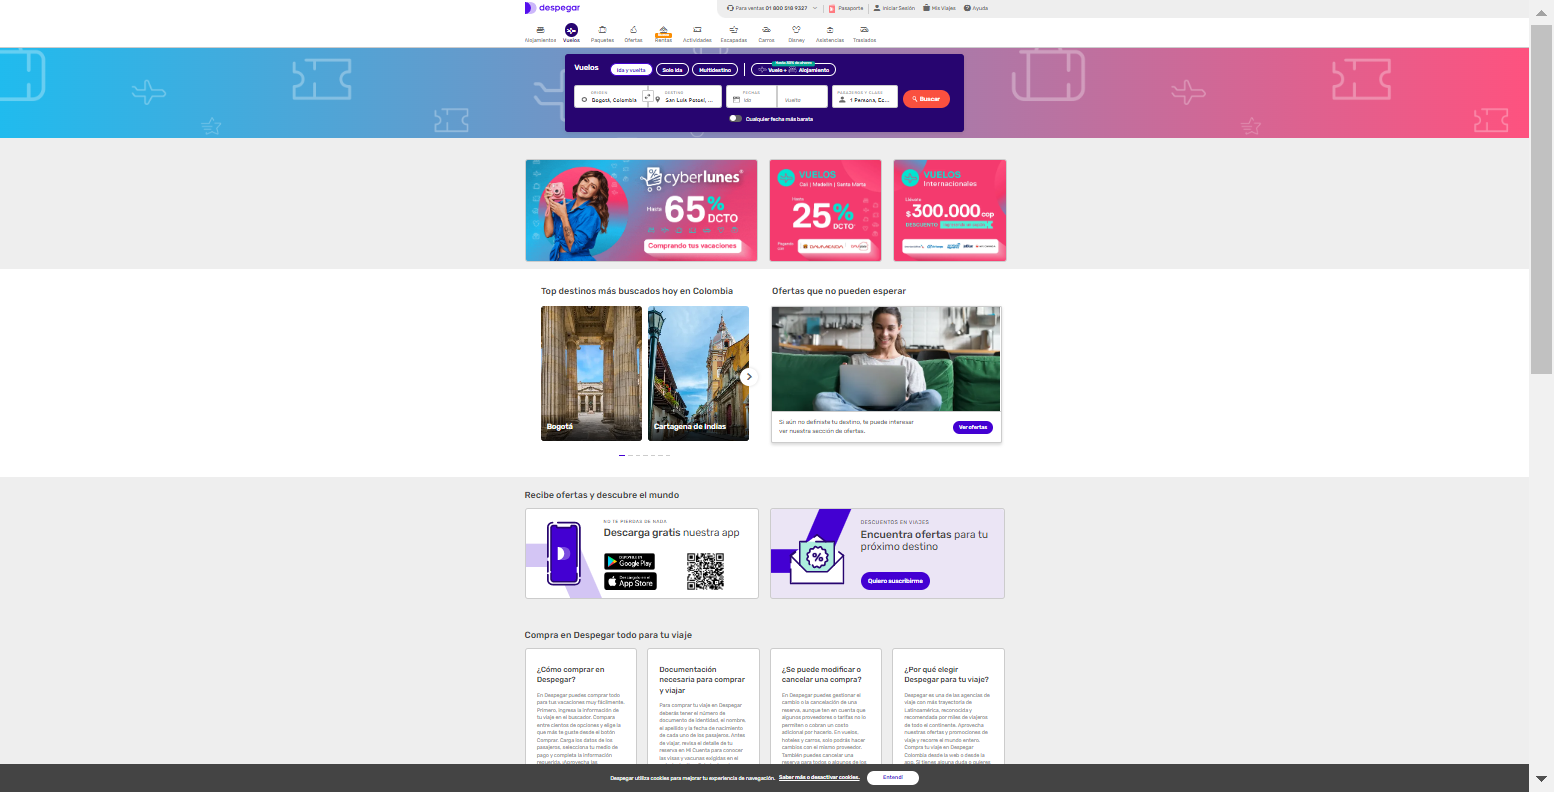 despegar
Para ventas 01 800 518 9327
Pasaporte
Iniciar Sesión
Mis Viajes
Ayuda
Alojamientos
Vuelos
Paquetes
Ofertas
Rentas
Actividades
Escapadas
Carros
Disney
Asistencias
Traslados
Vuelos
Ida y vuelta
Solo ida
Multidestino
Vuelo + Alojamiento
ORIGEN
Bogotá, Colombia
DESTINO
San Luis Potosí, ...
FECHAS
Ida
Vuelta
PASAJEROS Y CLASE
1 Persona, Ec...
Buscar
Cualquier fecha más barata
cyberlunes
Hasta 65% DCTO
Comprando tus vacaciones
VUELOS
Cali | Medellín | Santa Marta
Hasta
25% DCTO
Pagando con
DAVIVIENDA
VUELOS
Internacionales
Llévate
$300.000 COP
DESCUENTO
Top destinos más buscados hoy en Colombia
Bogotá
Cartagena de Indias
Ofertas que no pueden esperar
Si aún no definiste tu destino, te puede interesar
ver nuestra sección de ofertas.
Ver ofertas
Recibe ofertas y descubre el mundo
NO TE PIERDAS DE NADA
Descarga gratis nuestra app
DISPONIBLE EN
Google Play
Descárgalo en el
App Store
DESCUENTOS EN VIAJES
Encuentra ofertas para tu
próximo destino
Quiero suscribirme
Compra en Despegar todo para tu viaje
¿Cómo comprar en
Despegar?
En Despegar puedes comprar todo
para tus vacaciones muy fácilmente.
Primero, ingresa la información de
tu viaje en el buscador. Compara
entre cientos de opciones y elige la
que más te guste desde el botón
Comprar. Carga los datos de los
pasajeros, selecciona tu medio de
pago y completa la información
requerida. ¡Aprovecha las
Documentación
necesaria para comprar
y viajar
Para comprar tu viaje en Despegar
deberás tener el número de
documento de identidad, el nombre,
el apellido y la fecha de nacimiento
de cada uno de los pasajeros. Antes
de viajar, revisa el detalle de tu
reserva en Mi Cuenta para conocer
las visas y vacunas exigidas en el
¿Se puede modificar o
cancelar una compra?
En Despegar puedes gestionar el
cambio o la cancelación de una
reserva, aunque ten en cuenta que
algunos proveedores o tarifas no lo
permiten o cobran un costo
adicional por hacerlo. En vuelos,
hoteles y carros, solo podrás hacer
cambios con el mismo proveedor.
También puedes cancelar una
reserva para todos o algunos de los
¿Por qué elegir
Despegar para tu viaje?
Despegar es una de las agencias de
viaje con más trayectoria de
Latinoamérica, reconocida y
recomendada por miles de viajeros
de todo el continente. Aprovecha
nuestras ofertas y promociones de
viaje y recorre el mundo entero.
Compra tu viaje en Despegar
Colombia desde la web o desde la
app. Si tienes alguna duda o quieres
Despegar utiliza cookies para mejorar tu experiencia de navegación. Saber más o desactivar cookies.
Entendí